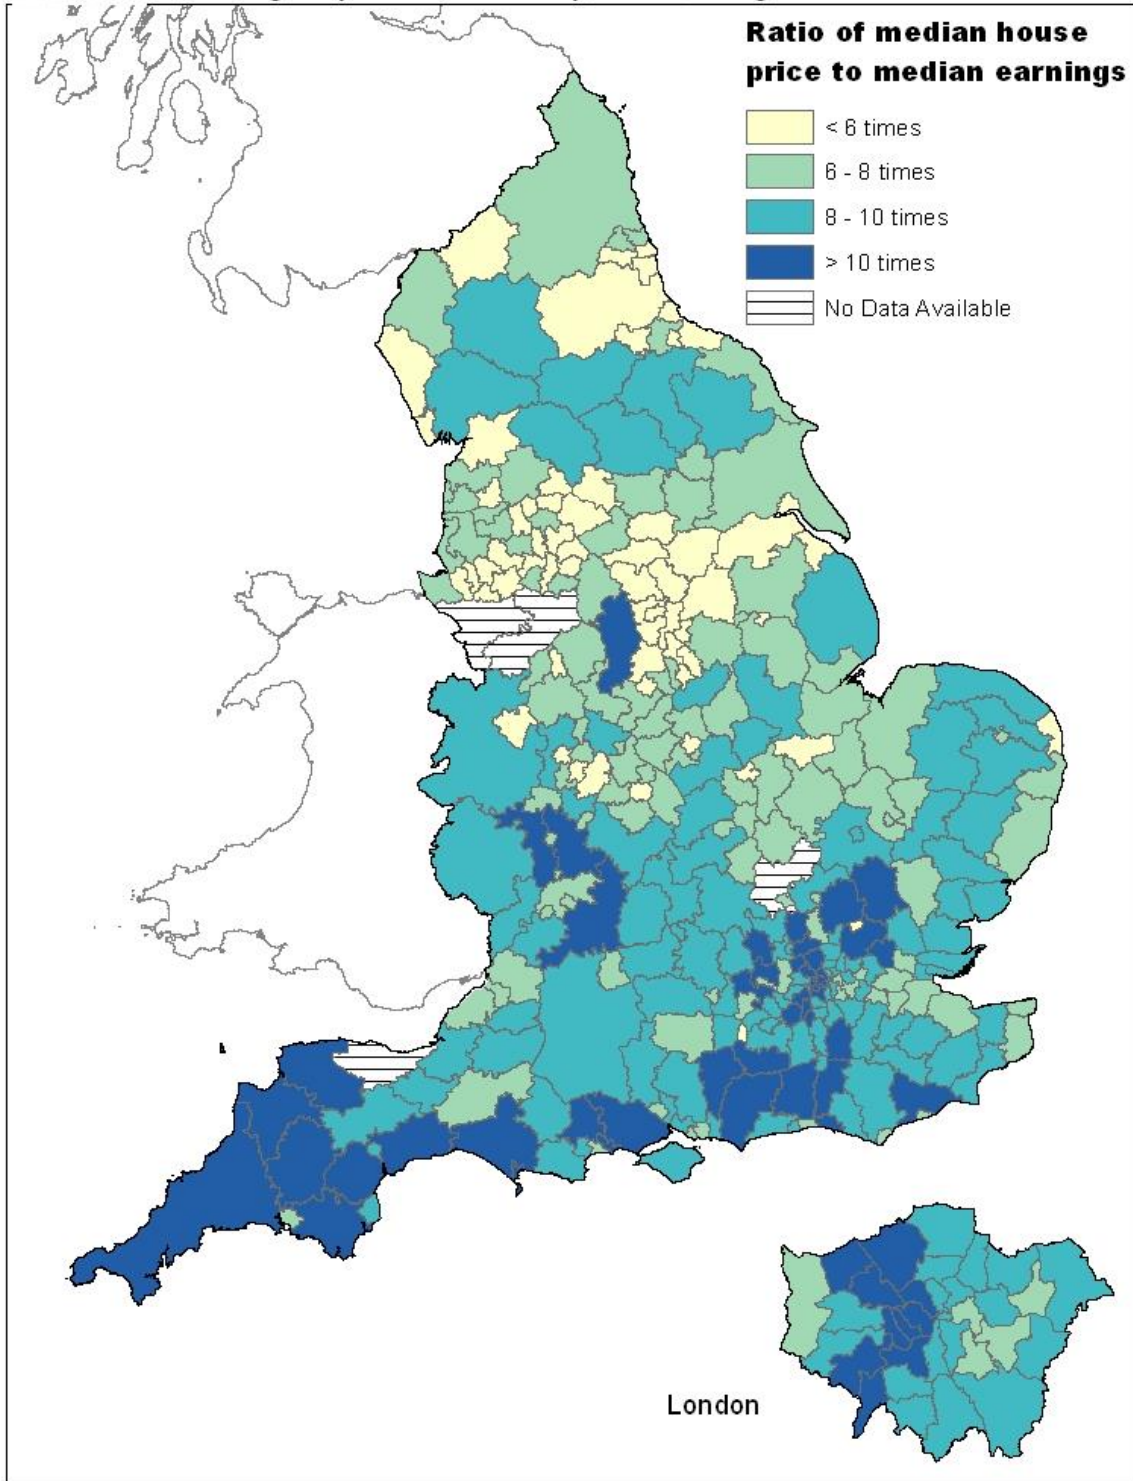 Ratio of median house
price to median earnings
< 6 times
6 - 8 times
8 - 10 times
> 10 times
No Data Available
London